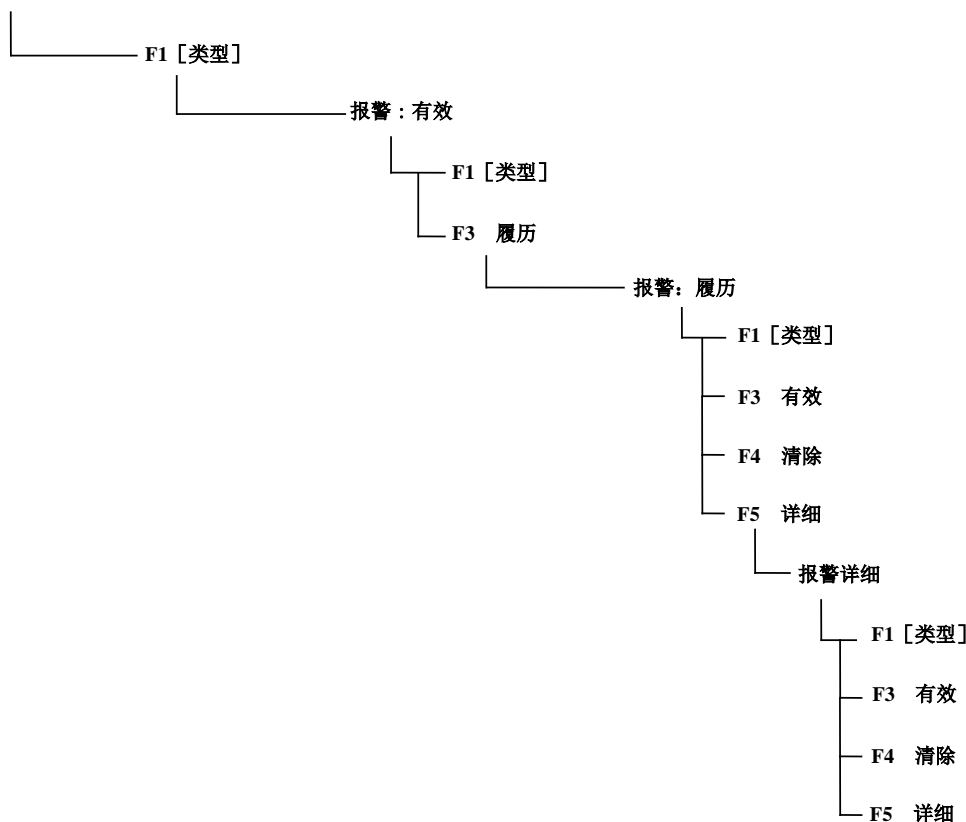 F1［类型］
报警：有效
F1［类型］
F3 履历
报警：履历
F1［类型］
F3 有效
F4 清除
F5 详细
报警详细
F1［类型］
F3 有效
F4 清除
F5 详细